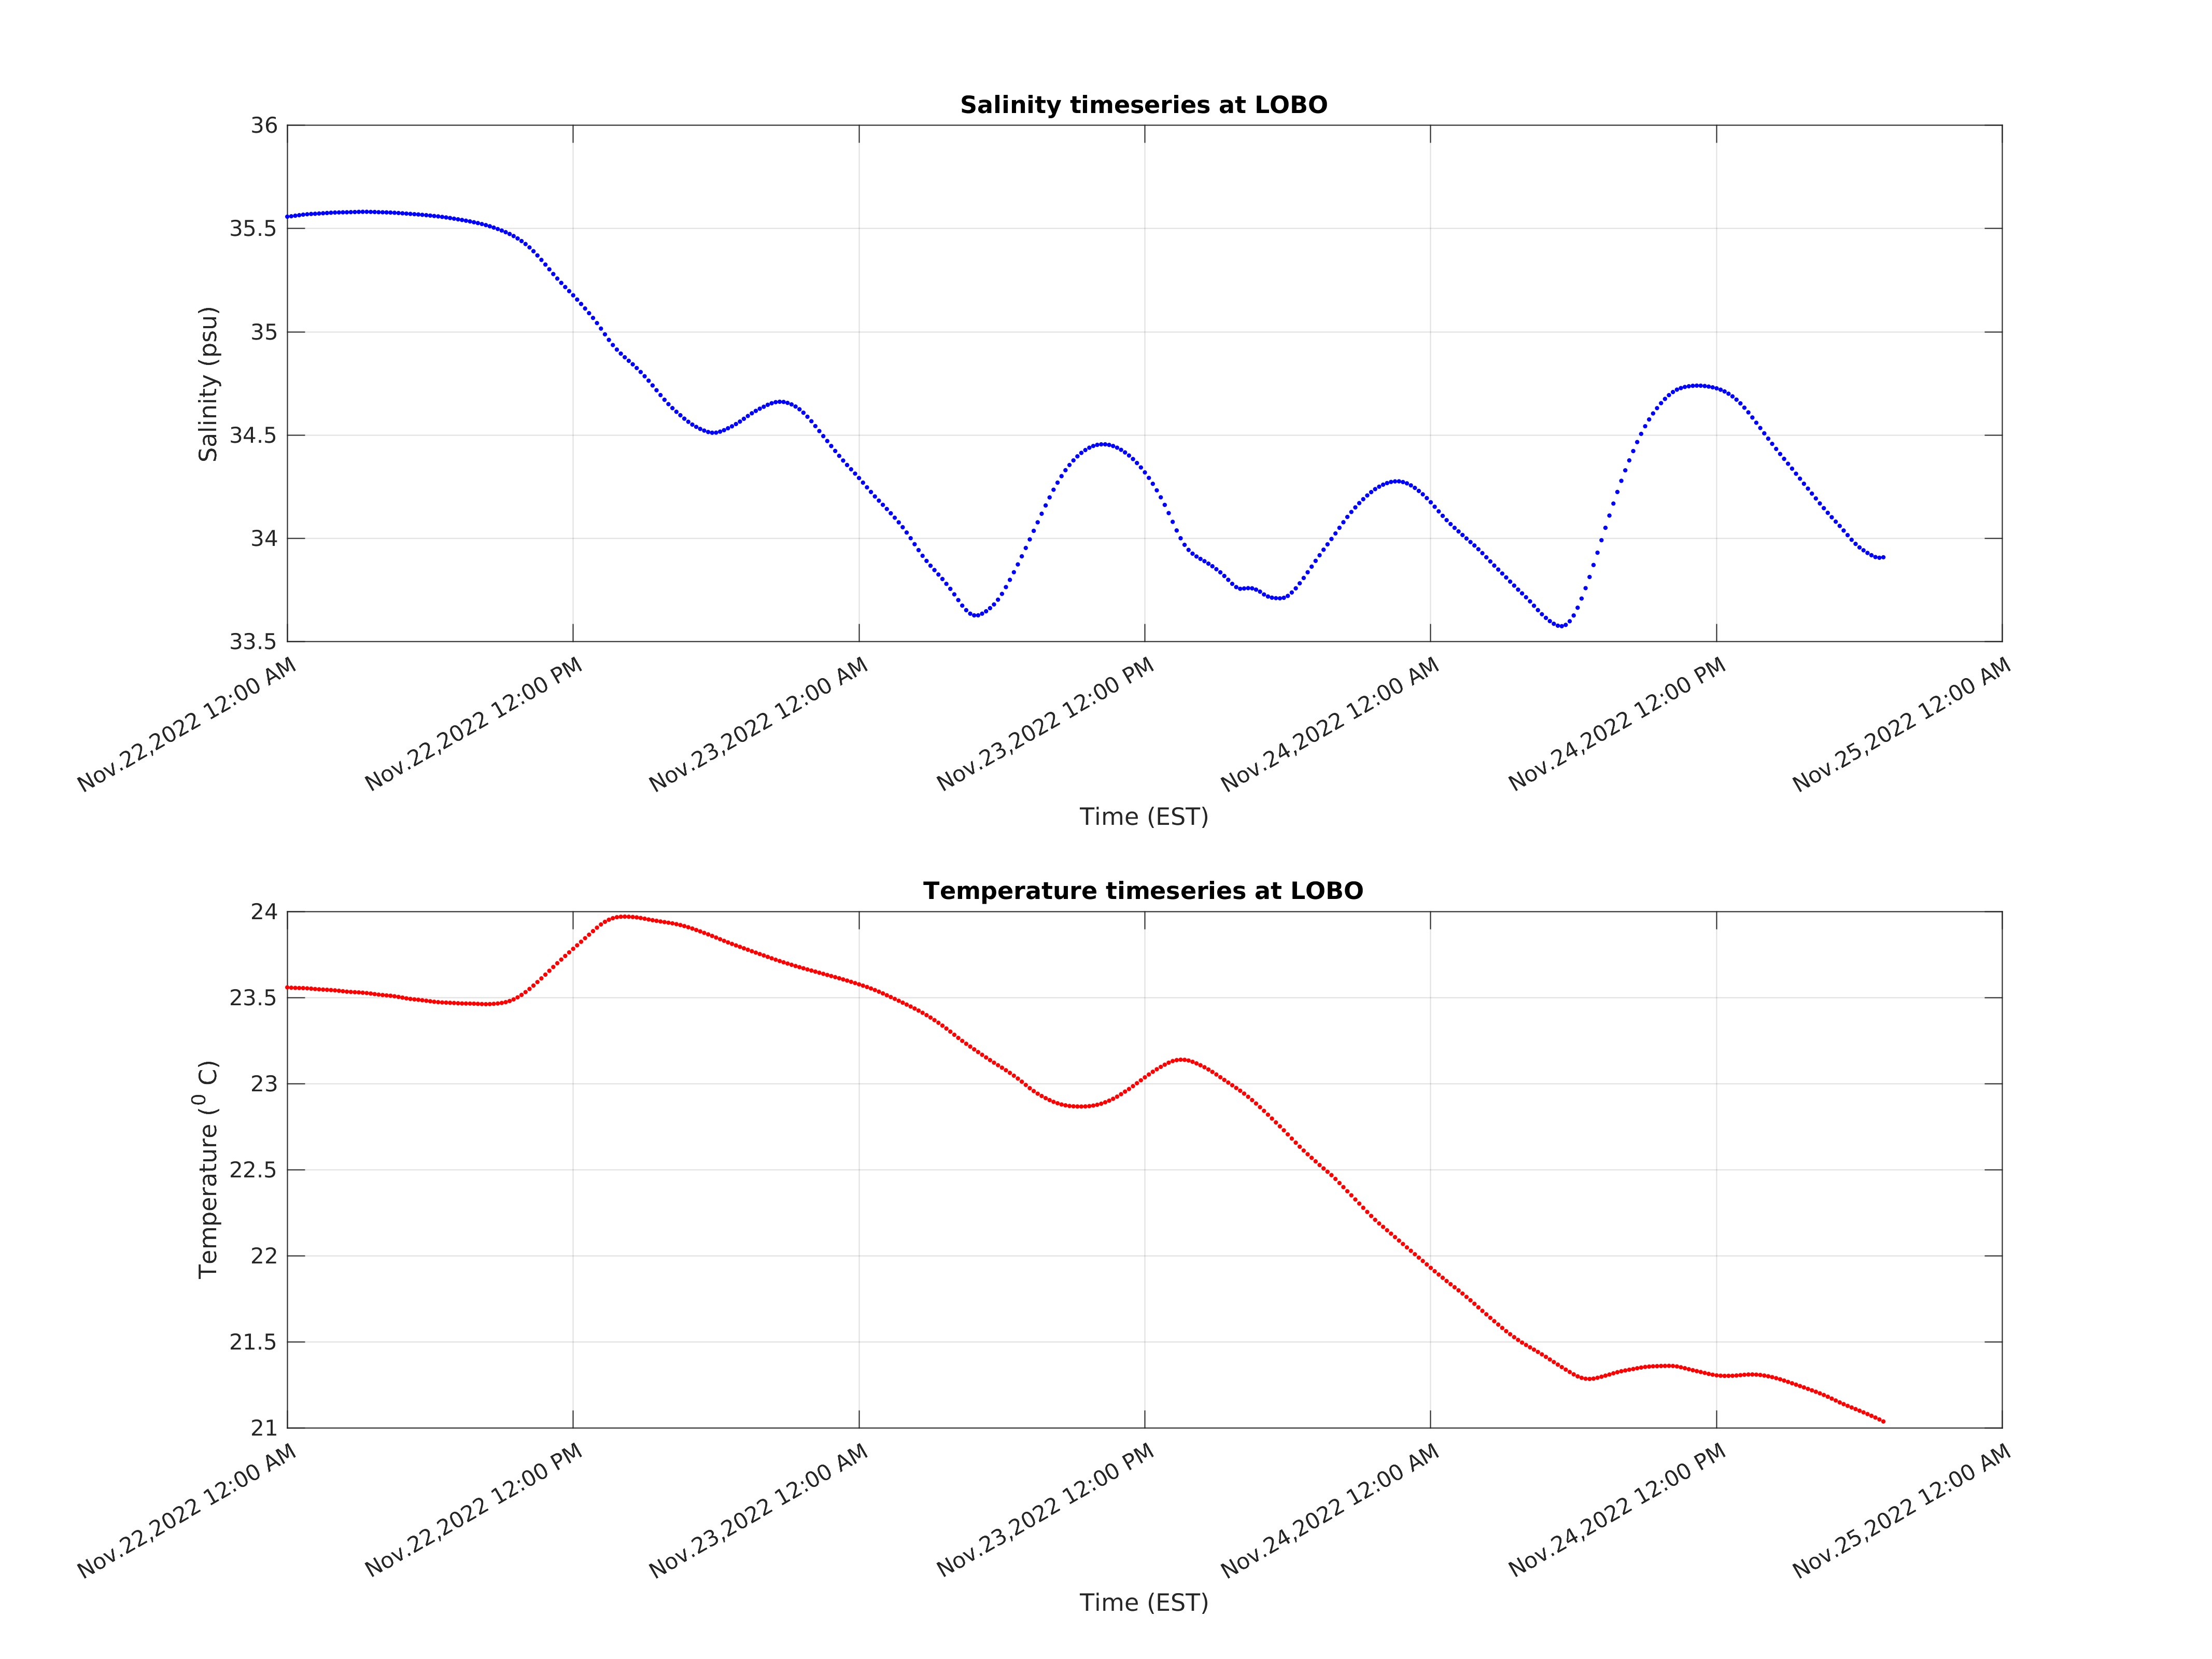 Salinity timeseries at LOBO
36
35.5
35
34.5
34
33.5
Salinity (psu)
Nov.22,2022 12:00 AM
Nov.22,2022 12:00 PM
Nov.23,2022 12:00 AM
Nov.23,2022 12:00 PM
Nov.24,2022 12:00 AM
Nov.24,2022 12:00 PM
Nov.25,2022 12:00 AM
Time (EST)
Temperature timeseries at LOBO
24
23.5
23
22.5
22
21.5
21
Temperature (⁰ C)
Nov.22,2022 12:00 AM
Nov.22,2022 12:00 PM
Nov.23,2022 12:00 AM
Nov.23,2022 12:00 PM
Nov.24,2022 12:00 AM
Nov.24,2022 12:00 PM
Nov.25,2022 12:00 AM
Time (EST)